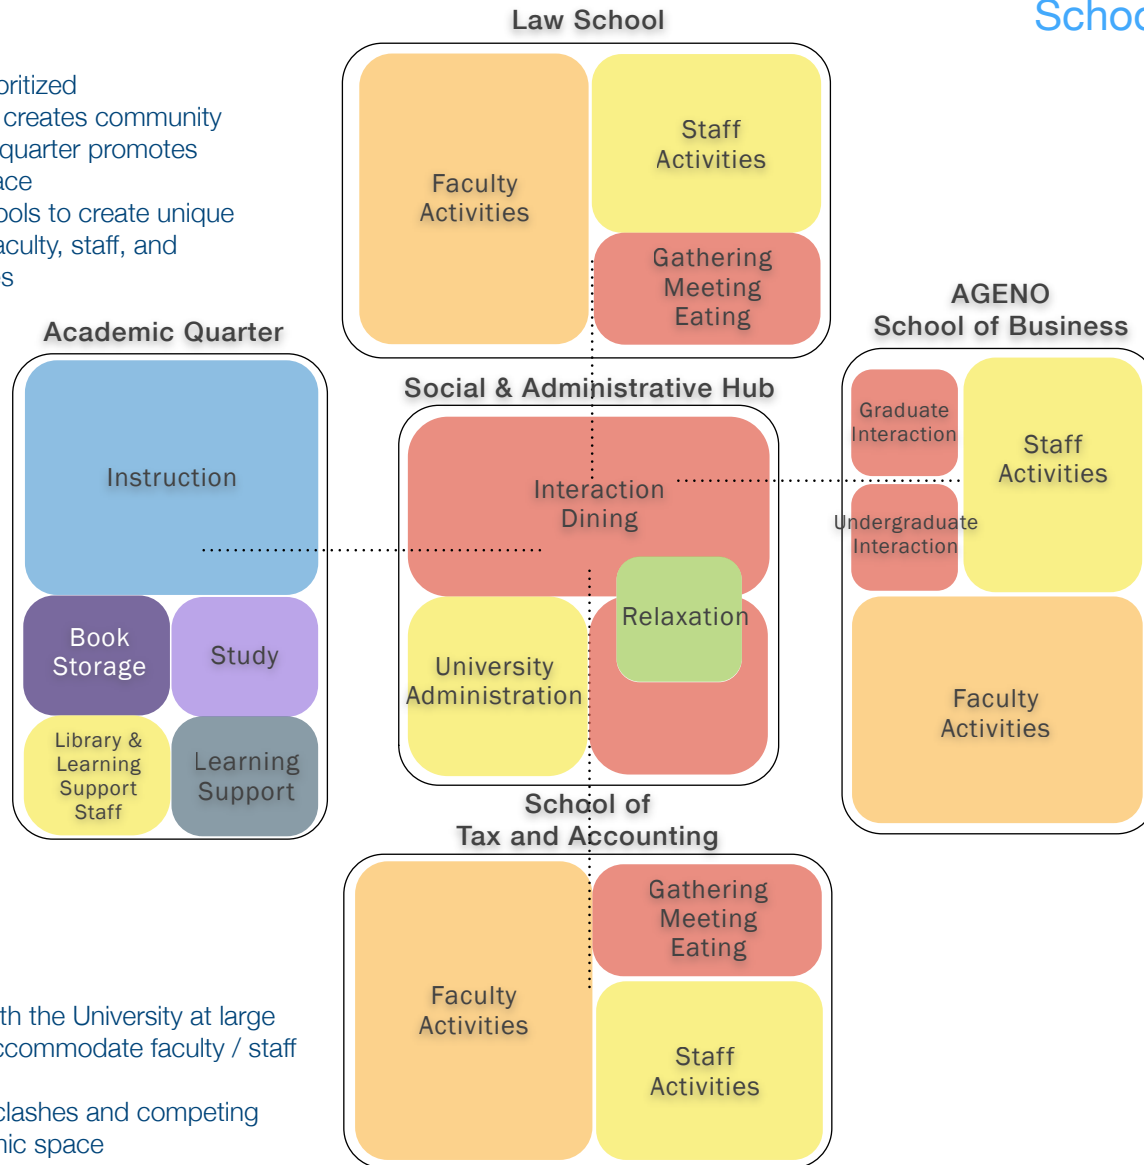 Law School
Schoo
oritized
creates community
quarter promotes
ace
ools to create unique
aculty, staff, and
es
Faculty
Activities
Staff
Activities
Gathering
Meeting
Eating
Academic Quarter
Instruction
Book
Storage
Study
Library &
Learning
Support
Staff
Learning
Support
Social & Administrative Hub
Interaction
Dining
Relaxation
University
Administration
AGENO
School of Business
Graduate
Interaction
Undergraduate
Interaction
Staff
Activities
Faculty
Activities
School of
Tax and Accounting
Faculty
Activities
Gathering
Meeting
Eating
Staff
Activities
th the University at large
ccommodate faculty / staff
clashes and competing
nic space